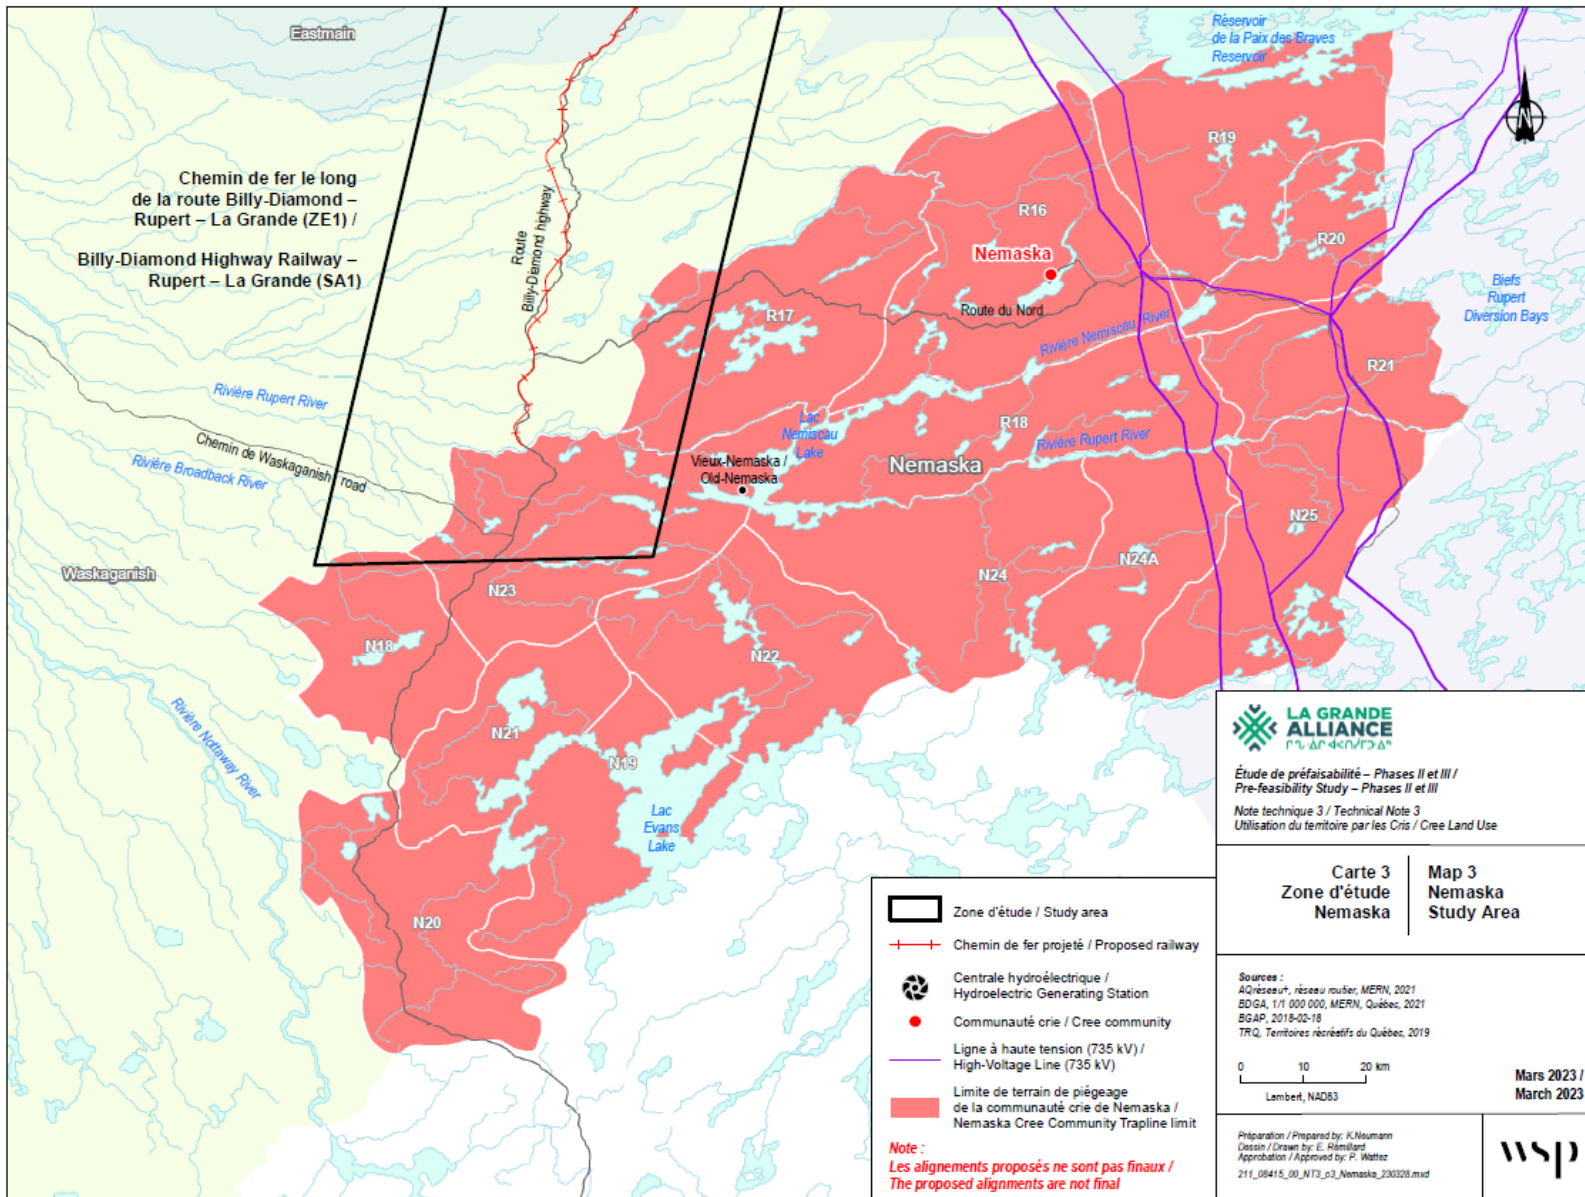 Eastmain
Réservoir
de la Paix des Braves
Reservoir
N
Chemin de fer le long
de la route Billy-Diamond –
Rupert – La Grande (ZE1) /
Billy-Diamond Highway Railway –
Rupert – La Grande (SA1)
Route
Billy-Diamond highway
R19
R16
R20
Nemaska
Route du Nord
Biefs
Rupert
Diversion Bays
R17
Rivière Nemiscau River
R21
Rivière Rupert River
Lac
Nemiscau
Lake
R18
Rivière Rupert River
Chemin de Waskaganish road
Rivière Broadback River
Vieux-Nemaska /
Old-Nemaska
Nemaska
N25
Waskaganish
N24A
N24
N23
N18
N22
Rivière Nottaway River
N21
N19
Lac
Evans
Lake
N20
LA GRANDE
ALLIANCE
Étude de préfaisabilité – Phases II et III /
Pre-feasibility Study – Phases II et III
Note technique 3 / Technical Note 3
Utilisation du territoire par les Cris / Cree Land Use
Carte 3
Zone d'étude
Nemaska
Map 3
Nemaska
Study Area
Zone d'étude / Study area
Chemin de fer projeté / Proposed railway
Centrale hydroélectrique /
Hydroelectric Generating Station
Communauté crie / Cree community
Ligne à haute tension (735 kV) /
High-Voltage Line (735 kV)
Limite de terrain de piégeage
de la communauté crie de Nemaska /
Nemaska Cree Community Trapline limit
Note :
Les alignements proposés ne sont pas finaux /
The proposed alignments are not final
Sources :
AQréseau+, réseau routier, MERN, 2021
BDGA, 1/1 000 000, MERN, Québec, 2021
BGAP, 2018-02-18
TRQ, Territoires récréatifs du Québec, 2019
0 10 20 km
Lambert, NAD83
Mars 2023 /
March 2023
Préparation / Prepared by: K.Neumann
Dessin / Drawn by: E. Rémillard
Approbation / Approved by: P. Wattez
211_08415_00_NT3_c3_Nemaska_230328.mxd
wsp